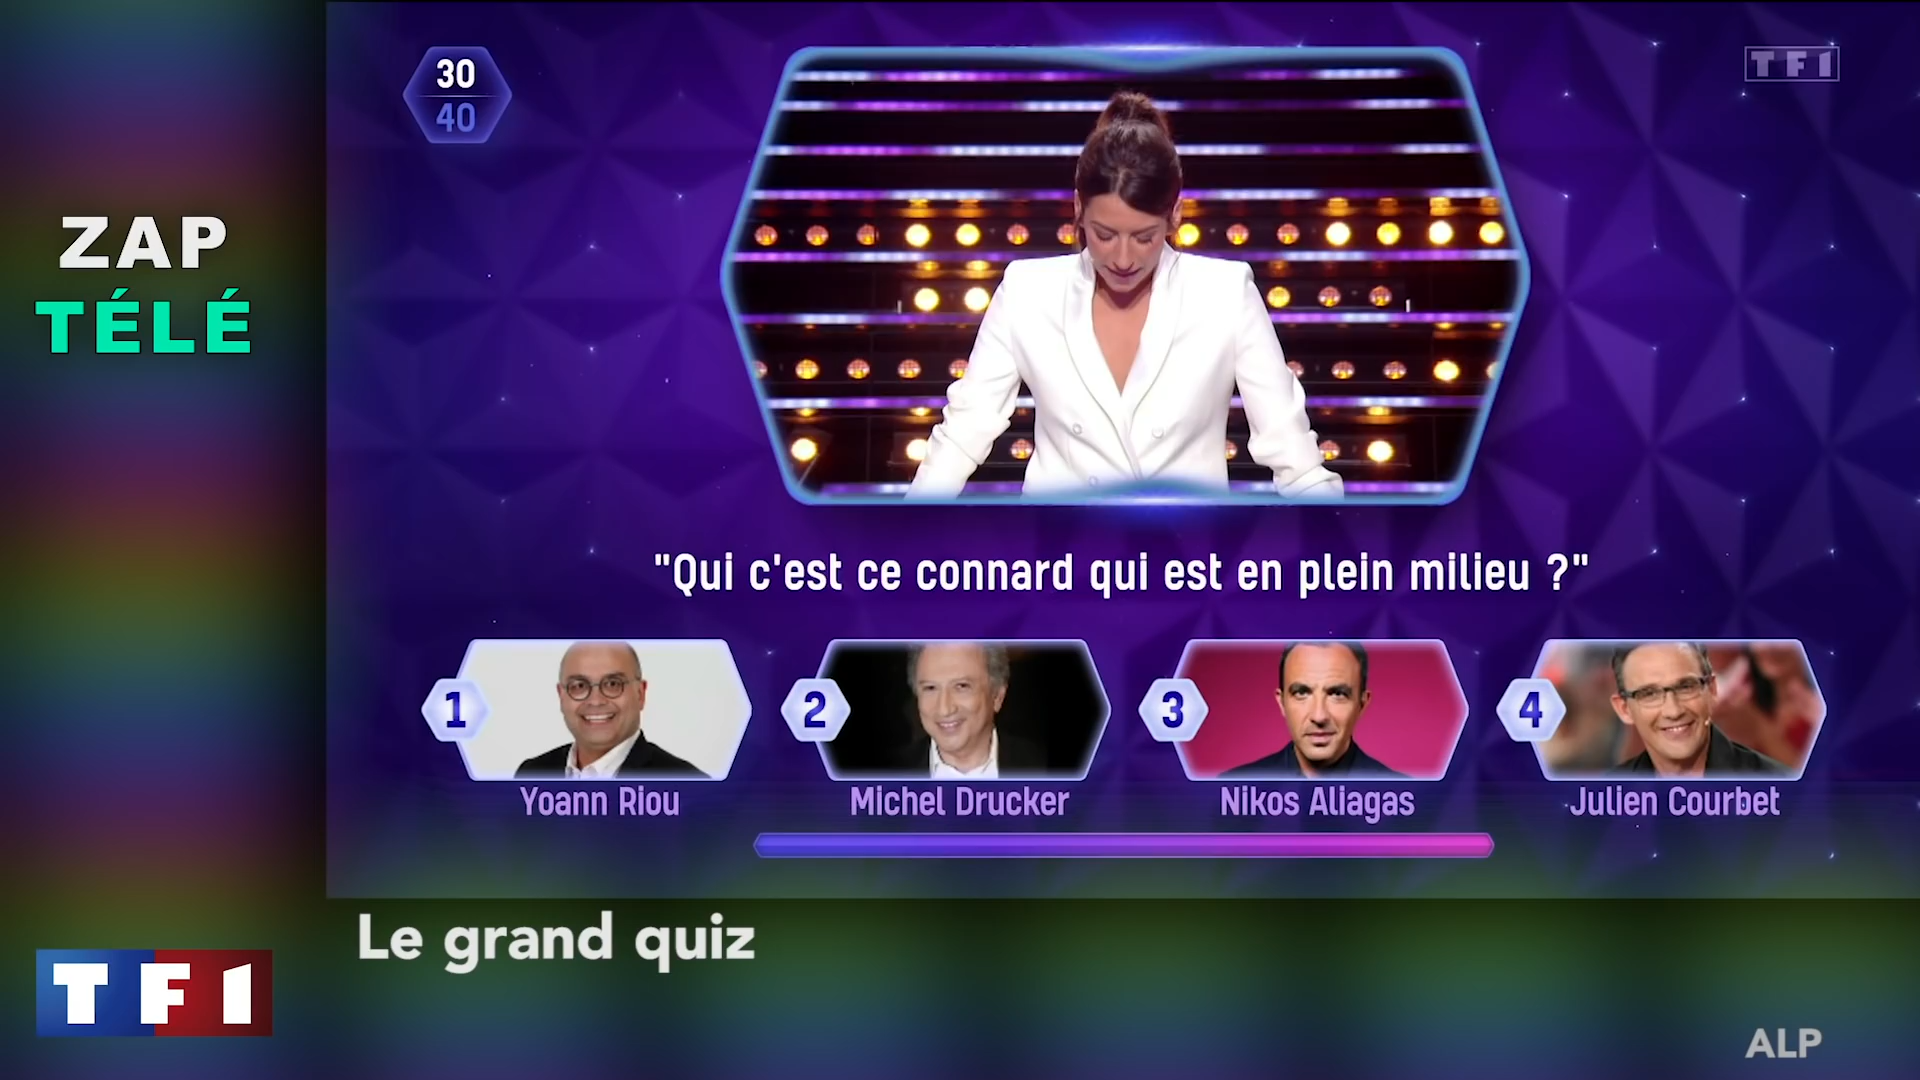 30
40
TF1
ZAP
TÉLÉ
"Qui c'est ce connard qui est en plein milieu ?"
1
2
3
4
Yoann Riou
Michel Drucker
Nikos Aliagas
Julien Courbet
Le grand quiz
TF1
ALP